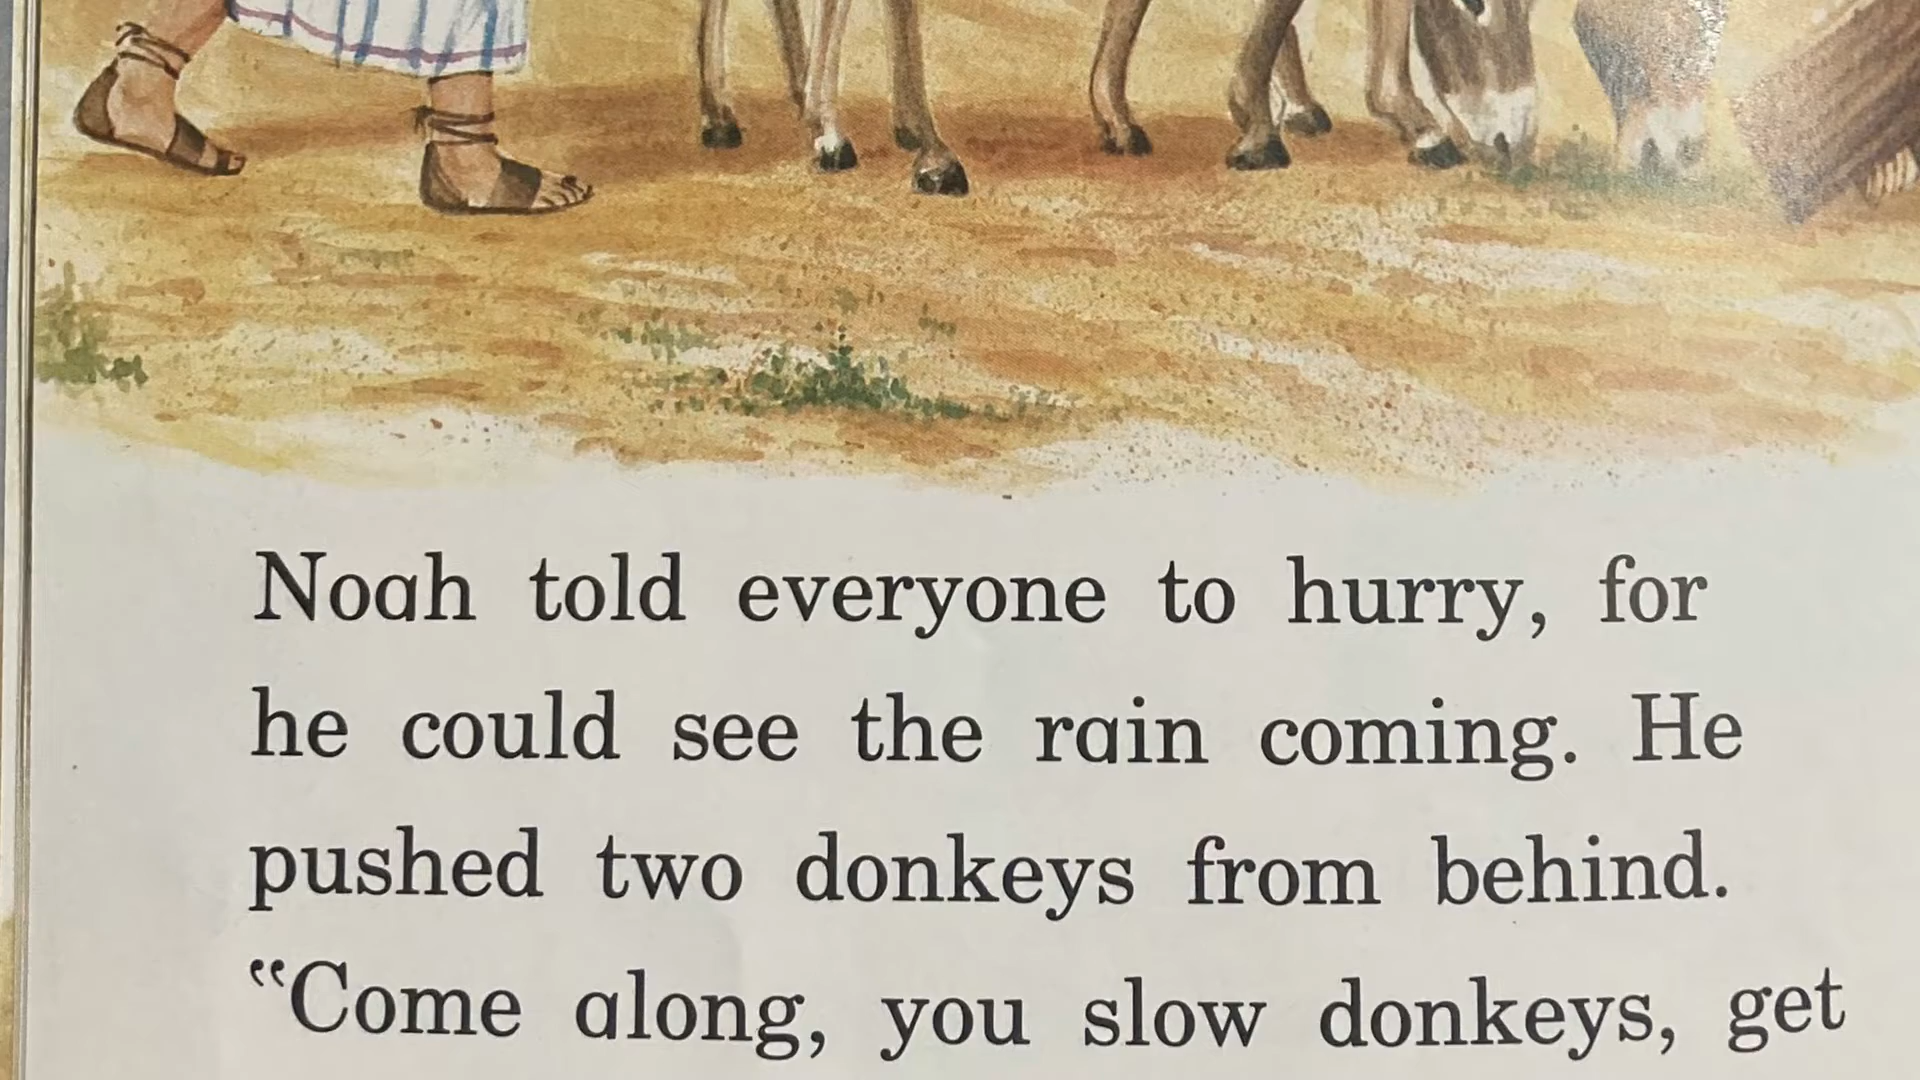 Noah told everyone to hurry, for
he could see the rain coming. He
pushed two donkeys from behind.
“Come along, you slow donkeys, get